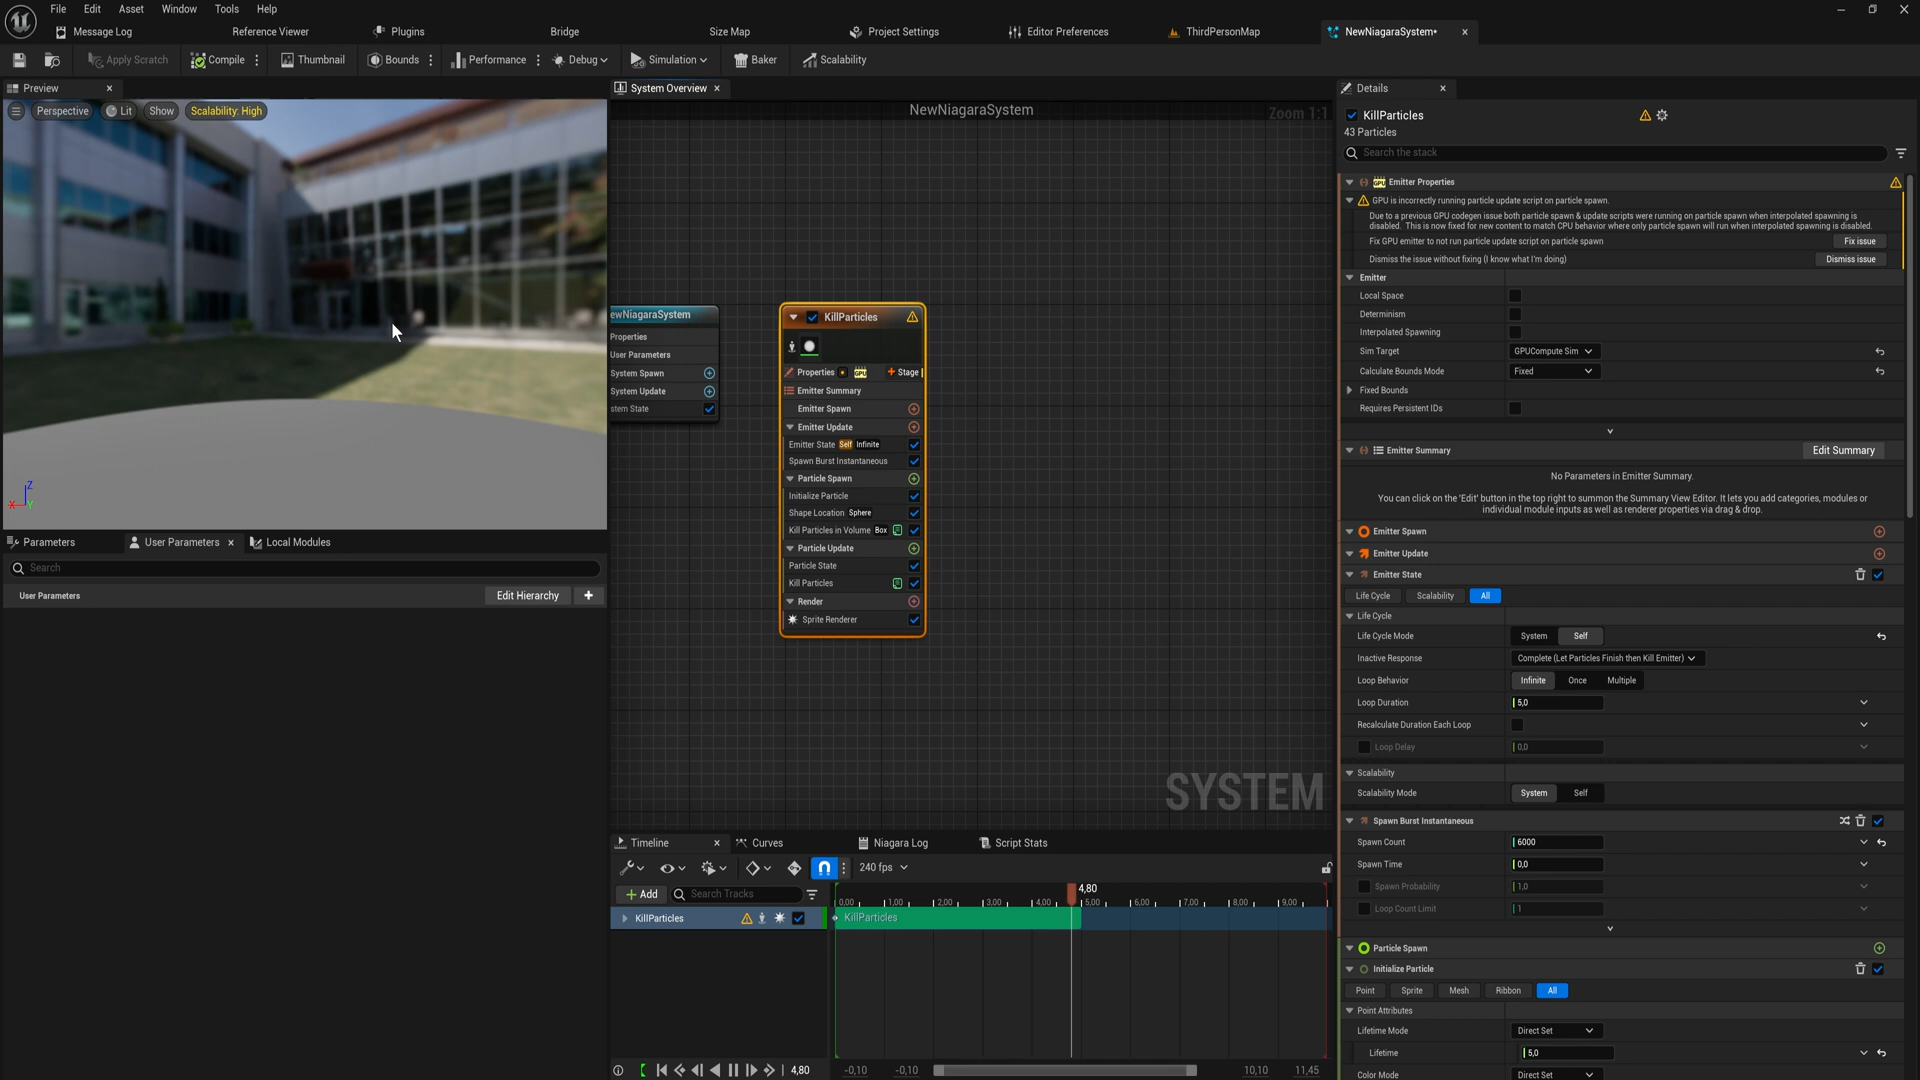 File Edit Asset Window Tools Help
Message Log Reference Viewer Plugins Bridge Size Map Project Settings Editor Preferences ThirdPersonMap NewNiagaraSystem*
Apply Scratch Compile Thumbnail Bounds Performance Debug Simulation Baker Scalability
Preview
Perspective Lit Show Scalability: High
Z
X Y
Parameters User Parameters Local Modules
Search
User Parameters Edit Hierarchy
System Overview
NewNiagaraSystem
Zoom 1:1
ewNiagaraSystem
Properties
User Parameters
System Spawn
System Update
stem State
KillParticles
Properties GPU Stage
Emitter Summary
Emitter Spawn
Emitter Update
Emitter State Self Infinite
Spawn Burst Instantaneous
Particle Spawn
Initialize Particle
Shape Location Sphere
Kill Particles in Volume Box
Particle Update
Particle State
Kill Particles
Render
Sprite Renderer
SYSTEM
Timeline Curves Niagara Log Script Stats
240 fps
+ Add Search Tracks
4,80
0,00 1,00 2,00 3,00 4,00 5,00 6,00 7,00 8,00 9,00
KillParticles KillParticles
4,80 -0,10 -0,10 10,10 11,45
Details
KillParticles
43 Particles
Search the stack
GPU Emitter Properties
GPU is incorrectly running particle update script on particle spawn.
Due to a previous GPU codegen issue both particle spawn & update scripts were running on particle spawn when interpolated spawning is
disabled. This is now fixed for new content to match CPU behavior where only particle spawn will run when interpolated spawning is disabled.
Fix GPU emitter to not run particle update script on particle spawn Fix issue
Dismiss the issue without fixing (I know what I'm doing) Dismiss issue
Emitter
Local Space
Determinism
Interpolated Spawning
Sim Target GPUCompute Sim
Calculate Bounds Mode Fixed
Fixed Bounds
Requires Persistent IDs
Emitter Summary Edit Summary
No Parameters in Emitter Summary.
You can click on the 'Edit' button in the top right to summon the Summary View Editor. It lets you add categories, modules or
individual module inputs as well as renderer properties via drag & drop.
Emitter Spawn
Emitter Update
Emitter State
Life Cycle Scalability All
Life Cycle
Life Cycle Mode System Self
Inactive Response Complete (Let Particles Finish then Kill Emitter)
Loop Behavior Infinite Once Multiple
Loop Duration 5,0
Recalculate Duration Each Loop
Loop Delay 0,0
Scalability
Scalability Mode System Self
Spawn Burst Instantaneous
Spawn Count 6000
Spawn Time 0,0
Spawn Probability 1,0
Loop Count Limit 1
Particle Spawn
Initialize Particle
Point Sprite Mesh Ribbon All
Point Attributes
Lifetime Mode Direct Set
Lifetime 5,0
Color Mode Direct Set